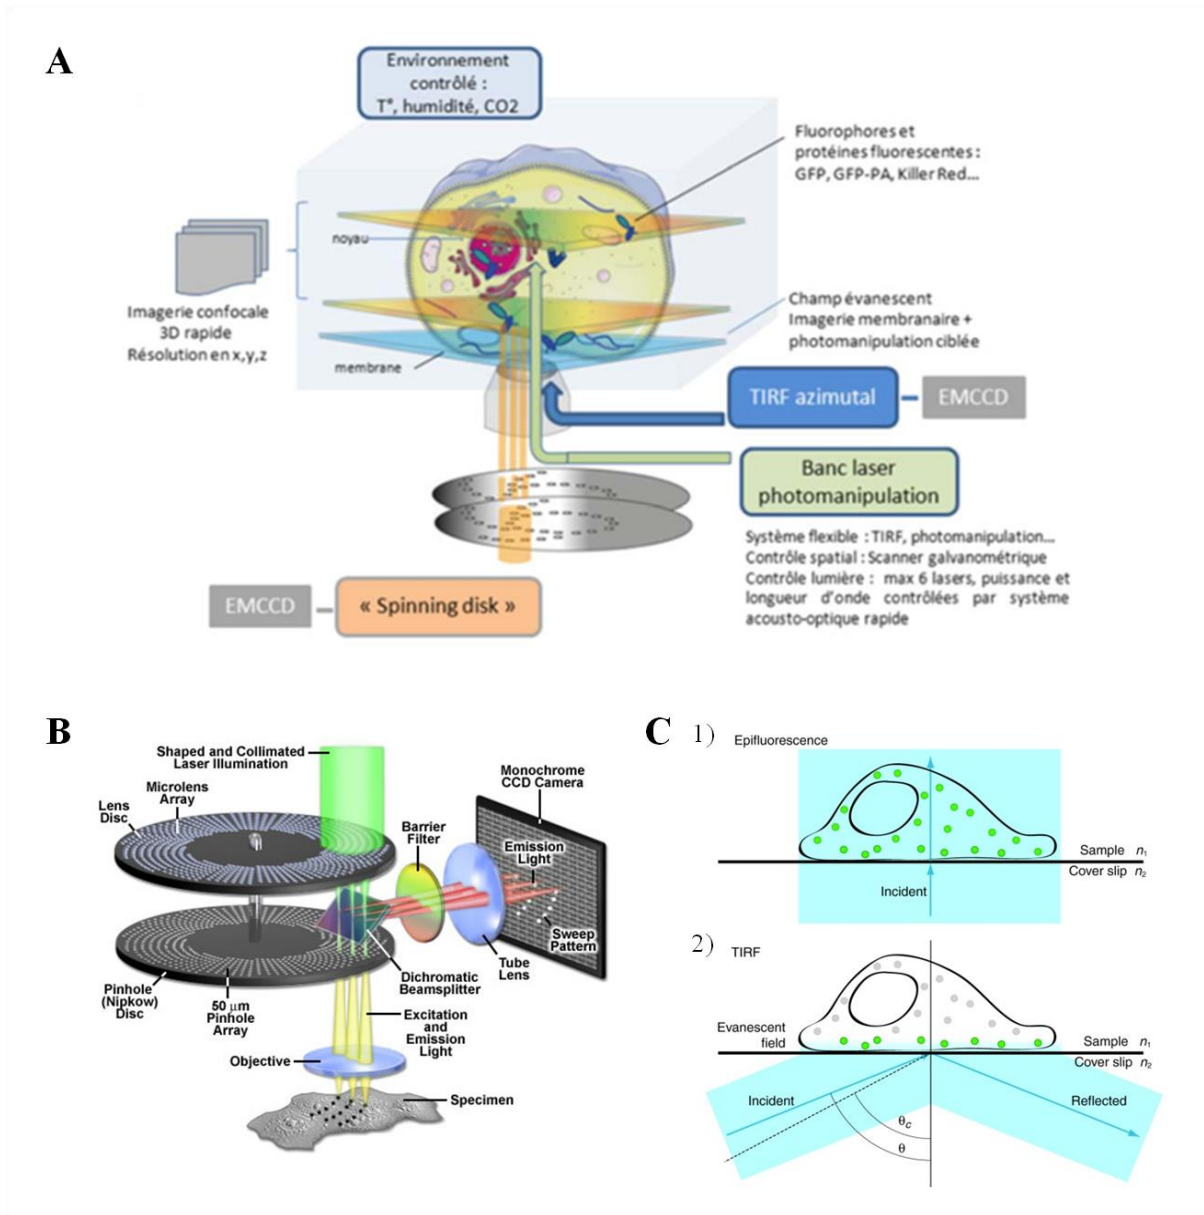 A
Environnement
contrôlé :
T°, humidité, CO2
Fluorophores et
protéines fluorescentes :
GFP, GFP-PA, Killer Red...
noyau
Imagerie confocale
3D rapide
Résolution en x,y,z
Champ évanescent
Imagerie membranaire +
photomanipulation ciblée
membrane
TIRF azimutal
EMCCD
Banc laser
photomanipulation
Système flexible : TIRF, photomanipulation...
Contrôle spatial : Scanner galvanométrique
Contrôle lumière : max 6 lasers, puissance et
longueur d'onde contrôlées par système
acousto-optique rapide
EMCCD
« Spinning disk »
B
Shaped and Collimated
Laser Illumination
Microlens
Array
Lens
Disc
Monochrome
CCD Camera
Barrier
Filter
Emission
Light
Sweep
Pattern
Tube
Lens
Dichromatic
Beamsplitter
Pinhole
(Nipkow)
Disc
50 µm
Pinhole
Array
Excitation
and
Emission
Light
Objective
Specimen
C
1)
Epifluorescence
Sample n1
Cover slip n2
Incident
2)
TIRF
Evanescent
field
Sample n1
Cover slip n2
Incident
Reflected
θc
θ